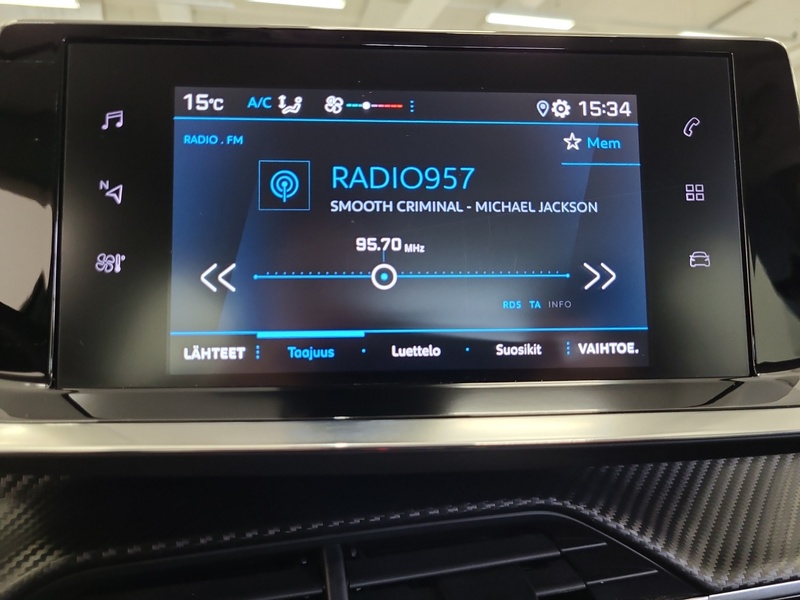 15°C A/C 15:34
RADIO . FM
Mem
RADIO957
SMOOTH CRIMINAL - MICHAEL JACKSON
95.70 MHz
RDS TA INFO
LÄHTEET Taajuus Luettelo Suosikit VAIHTOE.
N